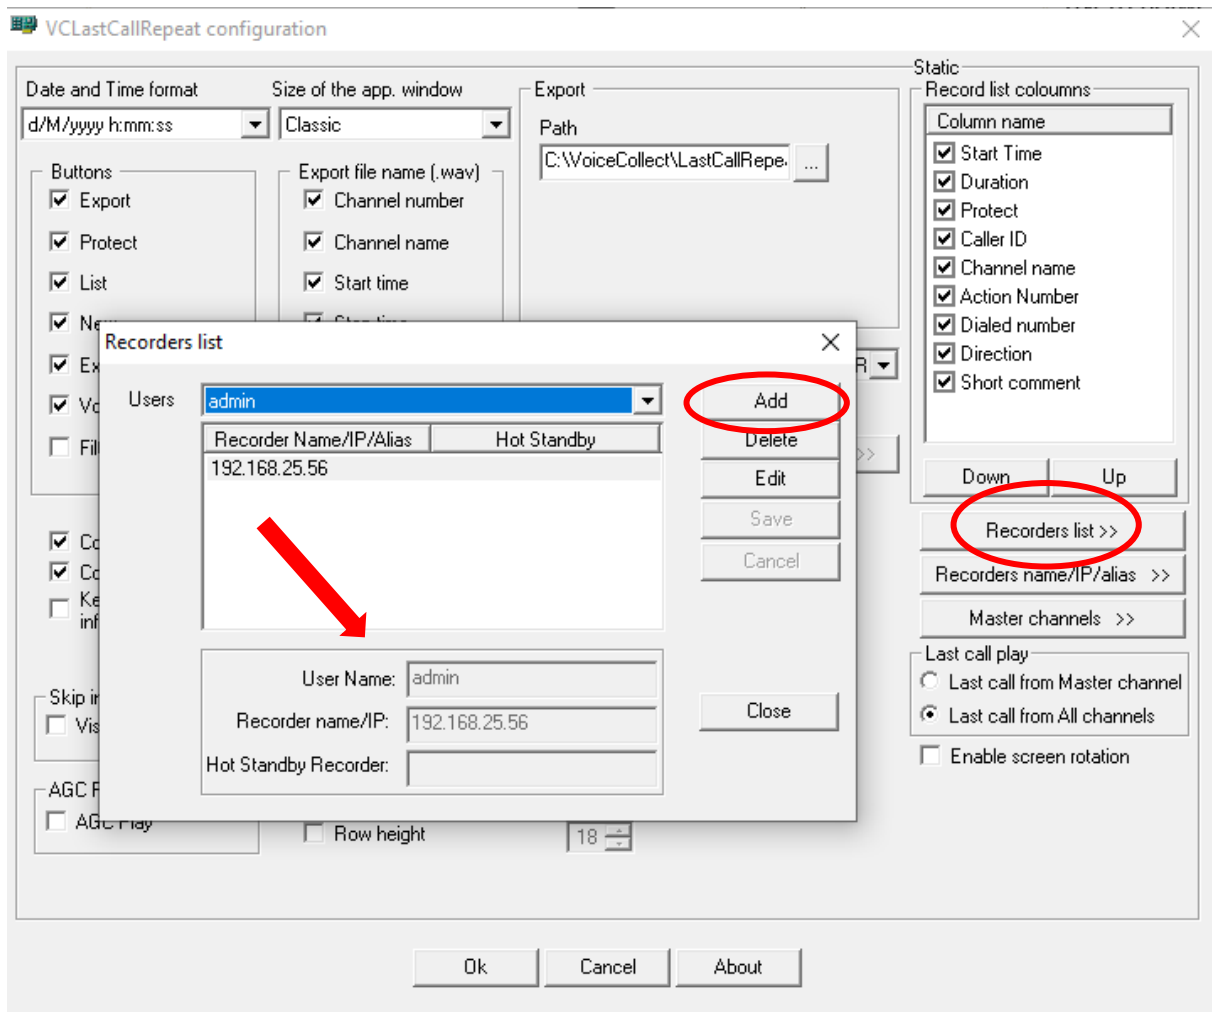 VCLastCallRepeat configuration
Static
Date and Time format
d/M/yyyy h:mm:ss
Size of the app. window
Classic
Export
Path
C:\VoiceCollect\LastCallRepe
...
Record list coloumns
Column name
Start Time
Duration
Protect
Caller ID
Channel name
Action Number
Dialed number
Direction
Short comment
Down
Up
Buttons
Export
Protect
List
Export file name (.wav)
Channel number
Channel name
Start time
R
>>
Recorders list
Users
admin
Add
Recorder Name/IP/Alias
Hot Standby
Delete
192.168.25.56
Edit
Save
Cancel
User Name:
admin
Recorder name/IP:
192.168.25.56
Hot Standby Recorder:
Close
Recorders list >>
Recorders name/IP/alias >>
Master channels >>
Last call play
Last call from Master channel
Last call from All channels
Enable screen rotation
Skip in
Vis
Row height
18
Ok
Cancel
About